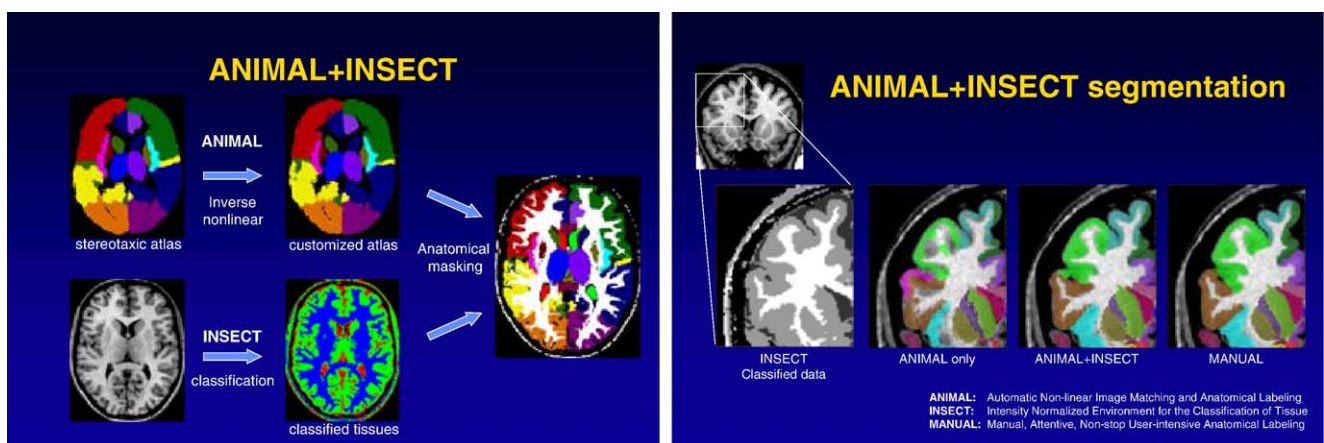 ANIMAL+INSECT
ANIMAL
Inverse
nonlinear
stereotaxic atlas
customized atlas
Anatomical
masking
INSECT
classification
classified tissues
ANIMAL+INSECT segmentation
INSECT
Classified data
ANIMAL only
ANIMAL+INSECT
MANUAL
ANIMAL: Automatic Non-linear Image Matching and Anatomical Labeling
INSECT: Intensity Normalized Environment for the Classification of Tissue
MANUAL: Manual, Attentive, Non-stop User-intensive Anatomical Labeling